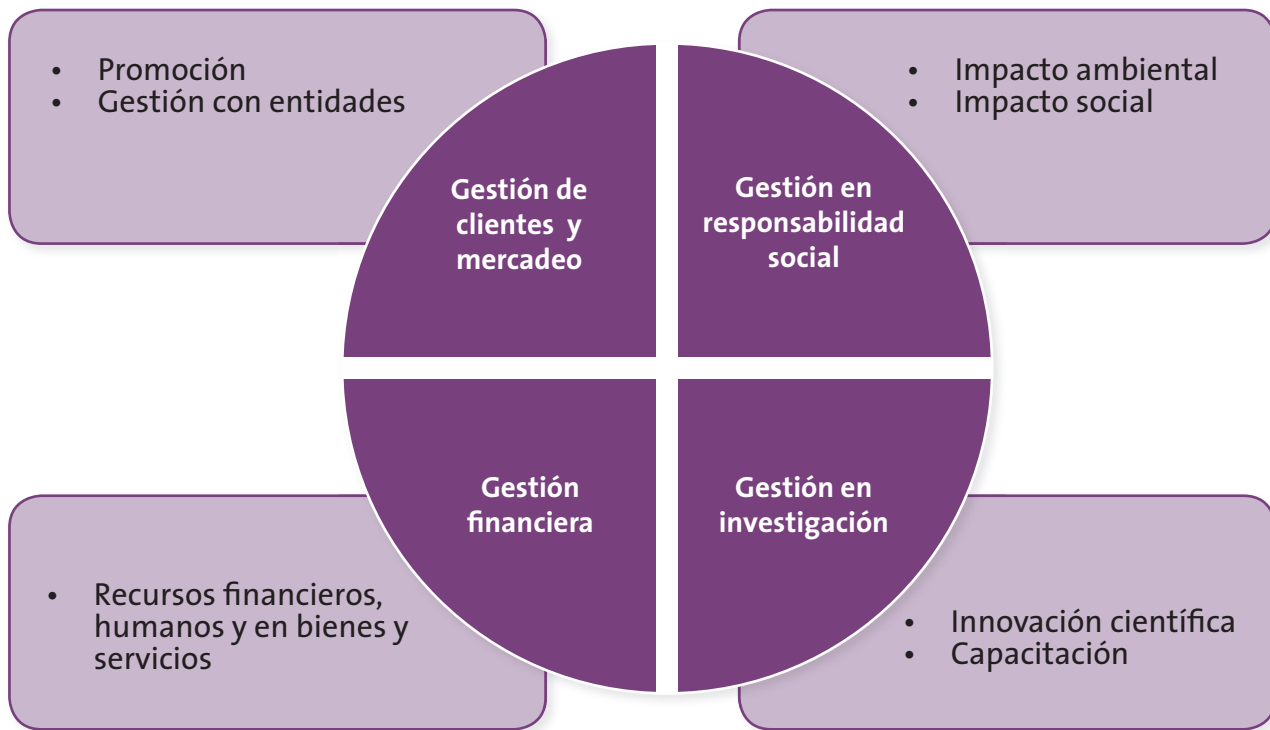 • Promoción
• Gestión con entidades
• Impacto ambiental
• Impacto social
Gestión de
clientes y
mercadeo
Gestión en
responsabilidad
social
Gestión
financiera
Gestión en
investigación
• Recursos financieros,
humanos y en bienes y
servicios
• Innovación científica
• Capacitación